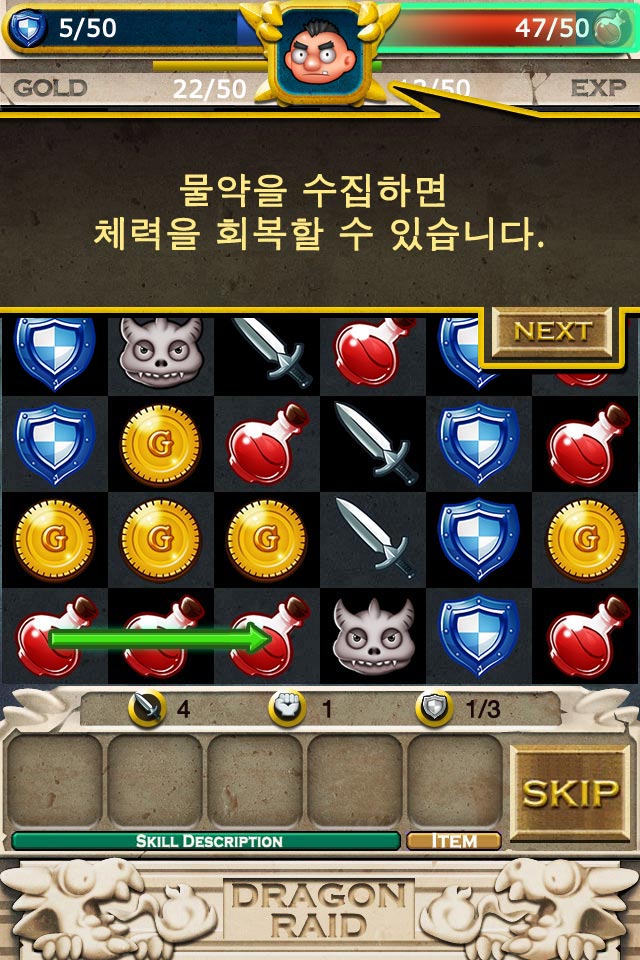 5/50
47/50
GOLD
22/50
EXP
물약을 수집하면
체력을 회복할 수 있습니다.
NEXT
G
G G G G
4
1
1/3
SKIP
SKILL DESCRIPTION
ITEM
DRAGON
RAID